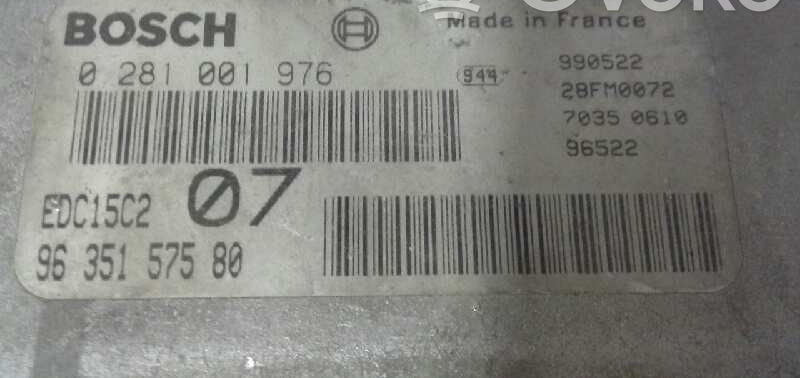 BOSCH
Made in France
0 281 001 976
944
990522
28FM0072
7035 0610
96522
EDC15C2
07
96 351 575 80